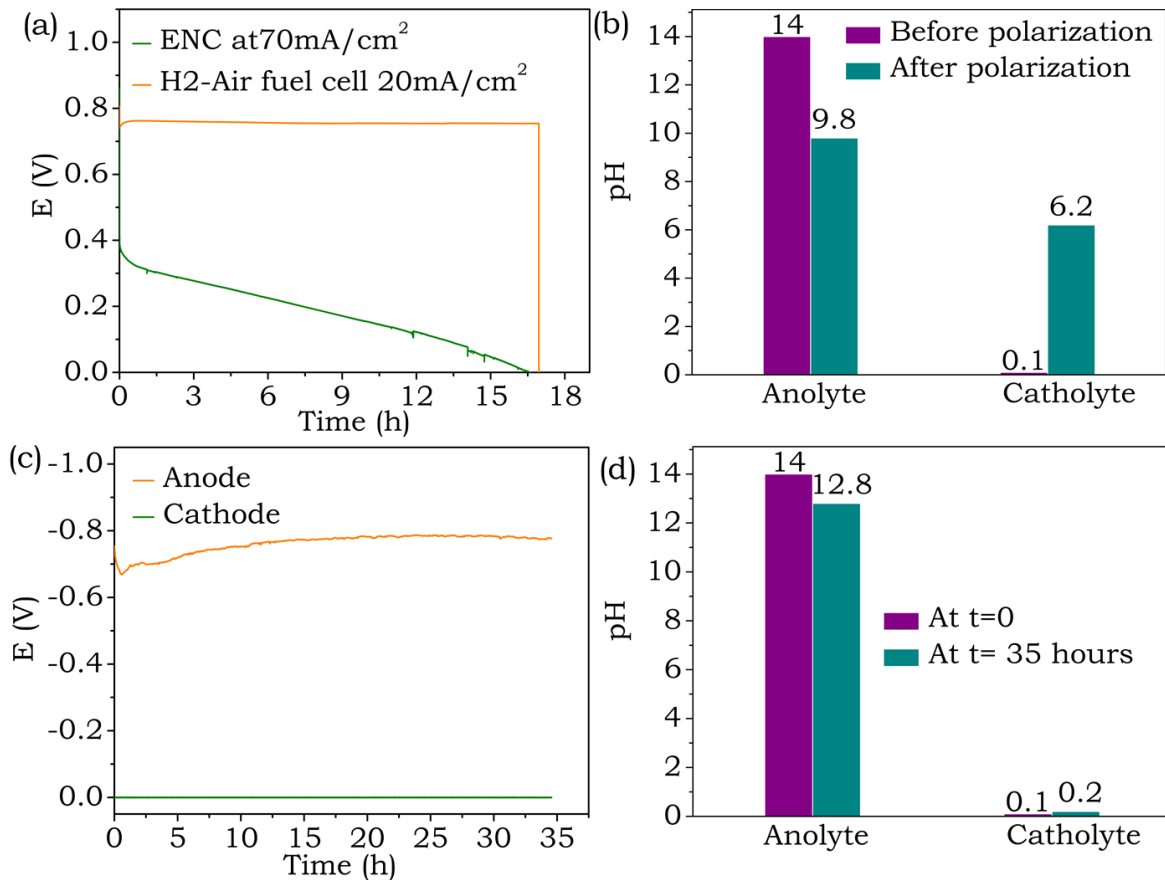 (a)
ENC at70mA/cm²
H2-Air fuel cell 20mA/cm²
E (V)
1.0
0.8
0.6
0.4
0.2
0.0
0 3 6 9 12 15 18
Time (h)
(b)
Before polarization
After polarization
pH
14
12
10
8
6
4
2
0
14
9.8
0.1
6.2
Anolyte Catholyte
(c)
Anode
Cathode
E (V)
-1.0
-0.8
-0.6
-0.4
-0.2
0.0
0 5 10 15 20 25 30 35
Time (h)
(d)
At t=0
At t= 35 hours
pH
14
12
10
8
6
4
2
0
14
12.8
0.1
0.2
Anolyte Catholyte